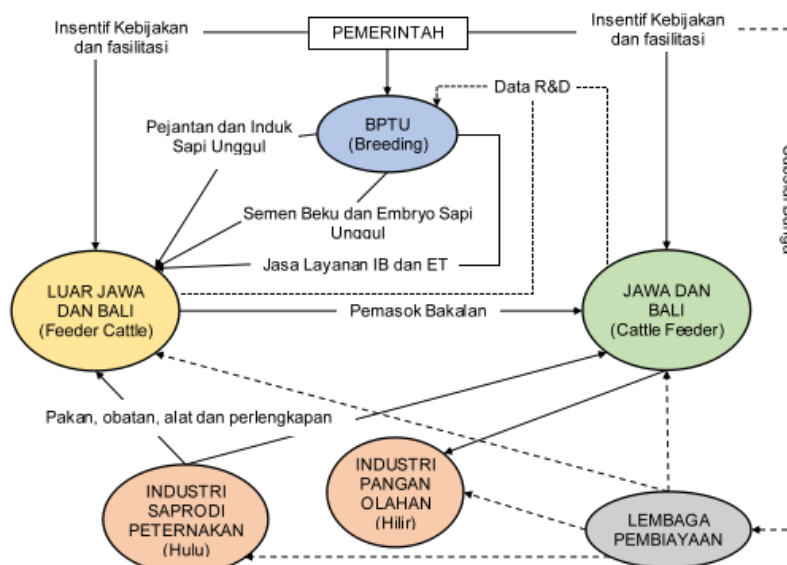 Insentif Kebijakan
dan fasilitasi
PEMERINTAH
Insentif Kebijakan
dan fasilitasi
Data R&D
BPTU
(Breeding)
Pejantan dan Induk
Sapi Unggul
Semen Beku dan Embryo Sapi
Unggul
Jasa Layanan IB dan ET
LUAR JAWA
DAN BALI
(Feeder Cattle)
Pemasok Bakalan
JAWA DAN
BALI
(Cattle Feeder)
Pakan, obatan, alat dan perlengkapan
INDUSTRI
SAPRODI
PETERNAKAN
(Hulu)
INDUSTRI
PANGAN
OLAHAN
(Hilir)
LEMBAGA
PEMBIAYAAN